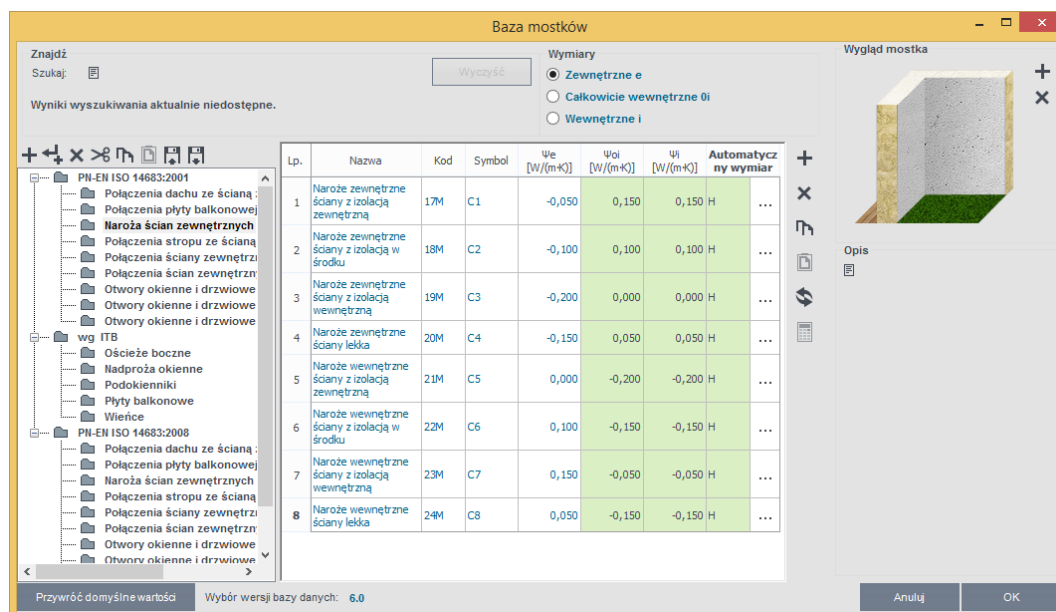 Baza mostków
Znajdź
Szukaj:
Wyczyść
Wyniki wyszukiwania aktualnie niedostępne.
Wymiary
Zewnętrzne e
Całkowicie wewnętrzne 0i
Wewnętrzne i
Wygląd mostka
Opis
PN-EN ISO 14683:2001
Połączenia dachu ze ścianą :
Połączenia płyty balkonowej
Naroża ścian zewnętrznych
Połączenia stropu ze ścianą
Połączenia ściany zewnętrz
Połączenia ścian zewnętrzn
Otwory okienne i drzwiowe
Otwory okienne i drzwiowe
Otwory okienne i drzwiowe
wg ITB
Ościeże boczne
Nadproża okienne
Podokienniki
Płyty balkonowe
Wieńce
PN-EN ISO 14683:2008
Połączenia dachu ze ścianą :
Połączenia płyty balkonowej
Naroża ścian zewnętrznych
Połączenia stropu ze ścianą
Połączenia ściany zewnętrz
Połączenia ścian zewnętrzn
Otwory okienne i drzwiowe
Otwory okienne i drzwiowe
Lp. Nazwa Kod Symbol Ψe [W/(m·K)] Ψoi [W/(m·K)] Ψi [W/(m·K)] Automatycz
ny wymiar
1 Naroże zewnętrzne ściany z izolacją zewnętrzną 17M C1 -0,050 0,150 0,150 H ...
2 Naroże zewnętrzne ściany z izolacją w środku 18M C2 -0,100 0,100 0,100 H ...
3 Naroże zewnętrzne ściany z izolacją wewnętrzną 19M C3 -0,200 0,000 0,000 H ...
4 Naroże zewnętrzne ściany lekka 20M C4 -0,150 0,050 0,050 H ...
5 Naroże wewnętrzne ściany z izolacją zewnętrzną 21M C5 0,000 -0,200 -0,200 H ...
6 Naroże wewnętrzne ściany z izolacją w środku 22M C6 0,100 -0,150 -0,150 H ...
7 Naroże wewnętrzne ściany z izolacją wewnętrzną 23M C7 0,150 -0,050 -0,050 H ...
8 Naroże wewnętrzne ściany lekka 24M C8 0,050 -0,150 -0,150 H ...
Przywróć domyślne wartości
Wybór wersji bazy danych: 6.0
Anuluj
OK